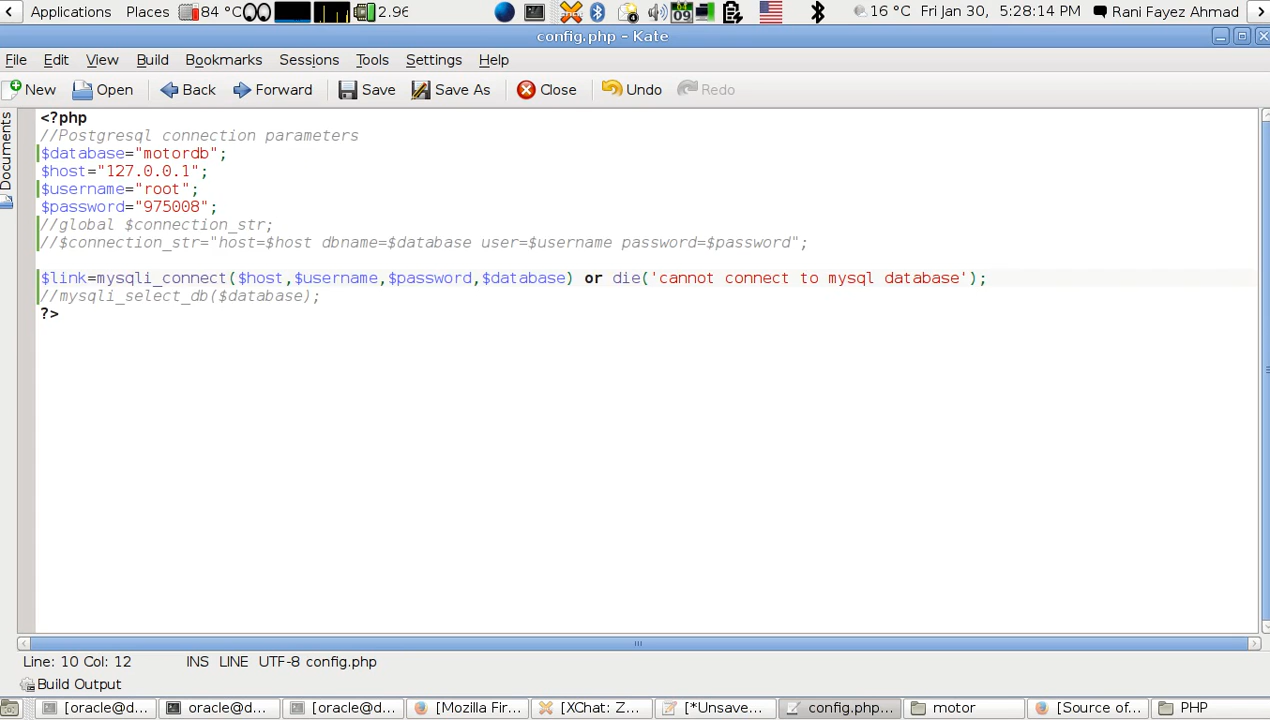 Applications Places 84 °C 2.96 09 16 °C Fri Jan 30, 5:28:14 PM Rani Fayez Ahmad
config.php - Kate
File Edit View Build Bookmarks Sessions Tools Settings Help
New Open Back Forward Save Save As Close Undo Redo
Documents
<?php
//Postgresql connection parameters
$database="motordb";
$host="127.0.0.1";
$username="root";
$password="975008";
//global $connection_str;
//$connection_str="host=$host dbname=$database user=$username password=$password";
$link=mysqli_connect($host,$username,$password,$database) or die('cannot connect to mysql database');
//mysqli_select_db($database);
?>
Line: 10 Col: 12 INS LINE UTF-8 config.php
Build Output
[oracle@d... oracle@d... [oracle@d... [Mozilla Fir... [XChat: Z... [*Unsave... config.php... motor [Source of... PHP